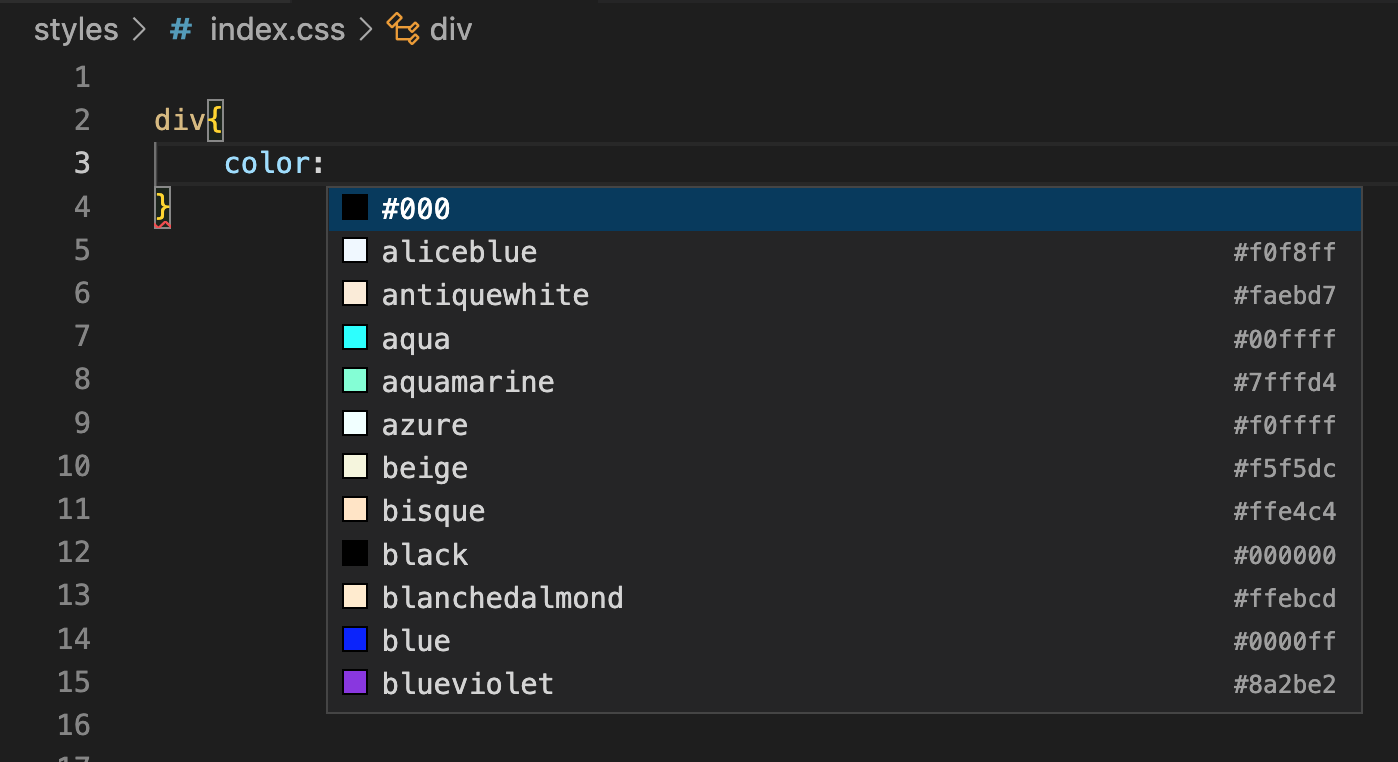 styles > # index.css > div
1
2 div{
3 color:
4 }
#000
5 aliceblue #f0f8ff
6 antiquewhite #faebd7
7 aqua #00ffff
8 aquamarine #7fffd4
9 azure #f0ffff
10 beige #f5f5dc
11 bisque #ffe4c4
12 black #000000
13 blanchedalmond #ffebcd
14 blue #0000ff
15 blueviolet #8a2be2
16
17